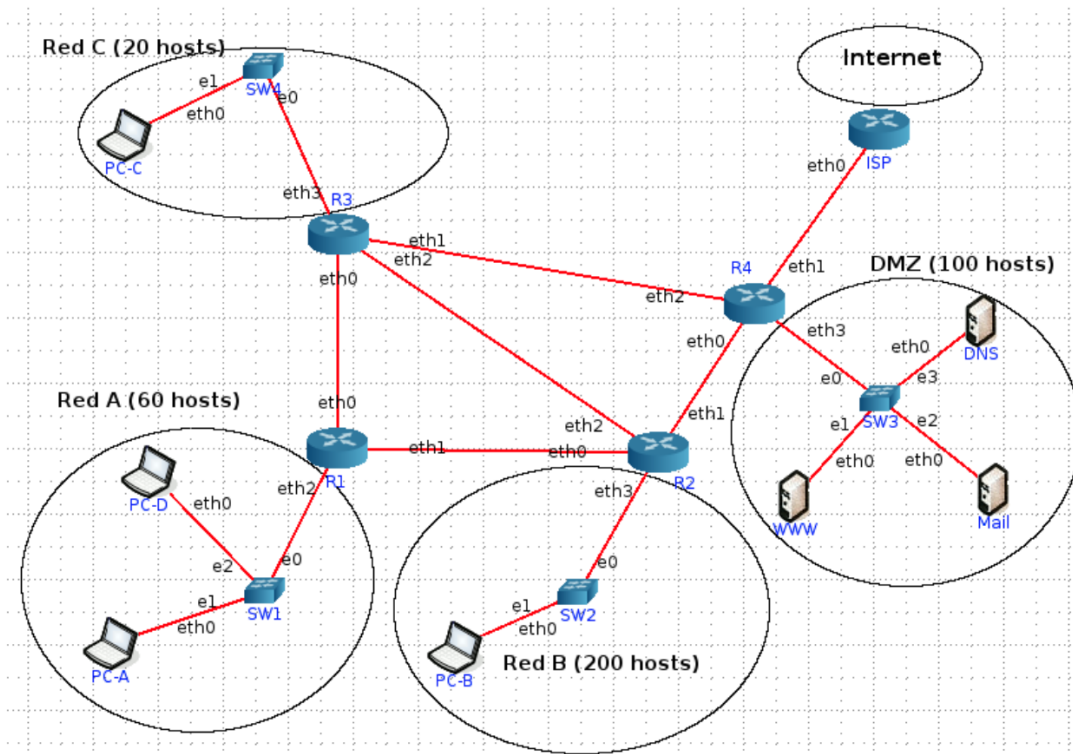 Red C (20 hosts)
SW4
e1
e0
eth0
PC-C
eth3
R3
eth1
eth2
eth0
Internet
eth0
ISP
R4
eth1
DMZ (100 hosts)
eth2
eth3
eth0
eth0
DNS
e0
e3
SW3
e1
e2
eth0
eth0
WWW
Mail
Red A (60 hosts)
eth0
eth1
R1
eth2
PC-D
eth0
e2
e0
SW1
e1
eth0
PC-A
eth1
eth2
eth0
R2
eth3
e0
SW2
e1
eth0
PC-B
Red B (200 hosts)